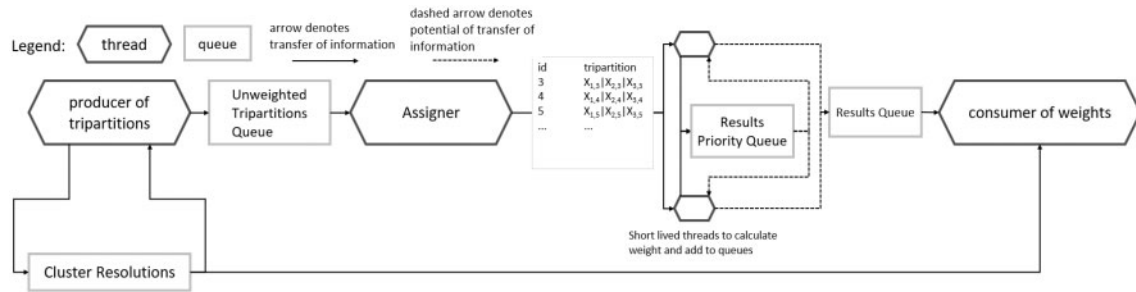 Legend:
thread
queue
arrow denotes
transfer of information
dashed arrow denotes
potential of transfer of
information
producer of
tripartitions
Unweighted
Tripartitions
Queue
Assigner
id tripartition
3 X1,3|X2,3|X3,3
4 X1,4|X2,4|X3,4
5 X1,5|X2,5|X3,5
... ...
Results
Priority Queue
Results Queue
consumer of weights
Short lived threads to calculate
weight and add to queues
Cluster Resolutions